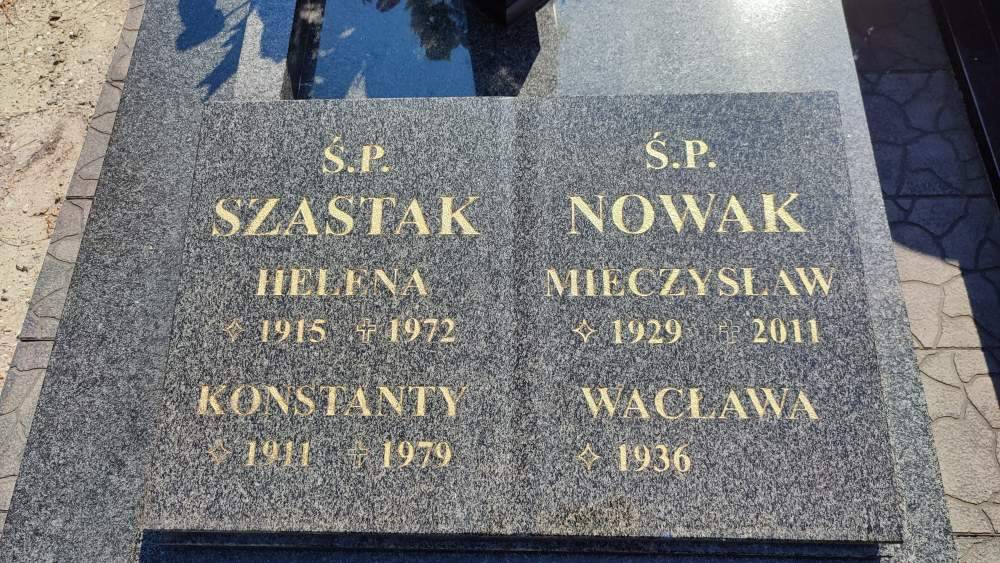 Ś.P.
SZASTAK
HELENA
✧ 1915 ✞ 1972
KONSTANTY
✧ 1911 ✞ 1979
Ś.P.
NOWAK
MIECZYSŁAW
✧ 1929 ✞ 2011
WACŁAWA
✧ 1936